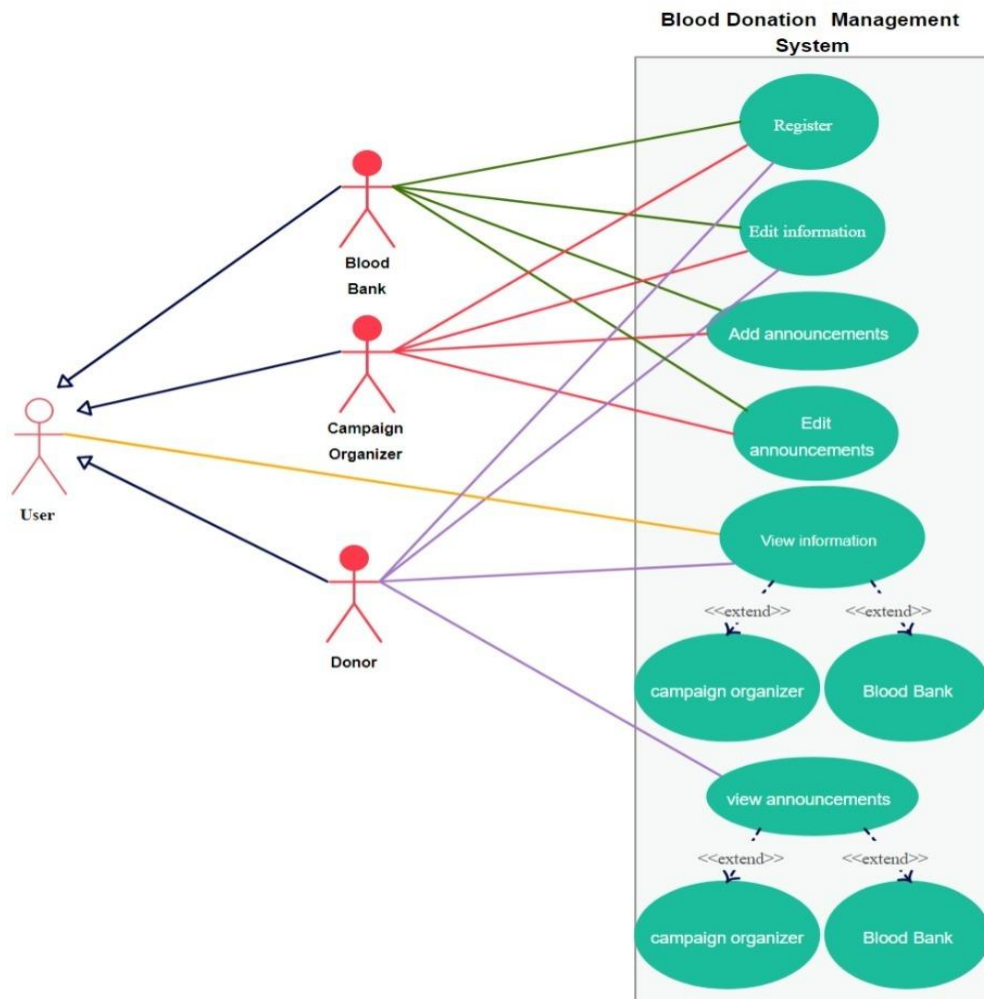 Blood Donation Management
System
Register
Blood
Bank
Edit information
Add announcements
Campaign
Organizer
Edit
announcements
User
View information
<<extend>>
<<extend>>
Donor
campaign organizer
Blood Bank
view announcements
<<extend>>
<<extend>>
campaign organizer
Blood Bank